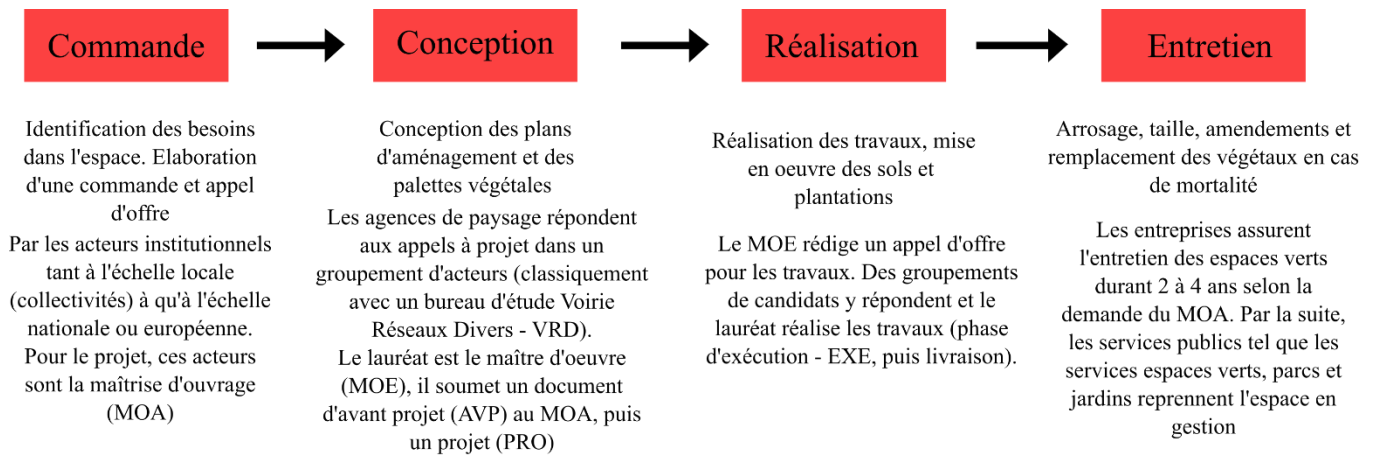 Commande
Identification des besoins
dans l'espace. Elaboration
d'une commande et appel
d'offre
Par les acteurs institutionnels
tant à l'échelle locale
(collectivités) à qu'à l'échelle
nationale ou européenne.
Pour le projet, ces acteurs
sont la maîtrise d'ouvrage
(MOA)
Conception
Conception des plans
d'aménagement et des
palettes végétales
Les agences de paysage répondent
aux appels à projet dans un
groupement d'acteurs (classiquement
avec un bureau d'étude Voirie
Réseaux Divers - VRD).
Le lauréat est le maître d'oeuvre
(MOE), il soumet un document
d'avant projet (AVP) au MOA, puis
un projet (PRO)
Réalisation
Réalisation des travaux, mise
en oeuvre des sols et
plantations
Le MOE rédige un appel d'offre
pour les travaux. Des groupements
de candidats y répondent et le
lauréat réalise les travaux (phase
d'exécution - EXE, puis livraison).
Entretien
Arrosage, taille, amendements et
remplacement des végétaux en cas
de mortalité
Les entreprises assurent
l'entretien des espaces verts
durant 2 à 4 ans selon la
demande du MOA. Par la suite,
les services publics tel que les
services espaces verts, parcs et
jardins reprennent l'espace en
gestion